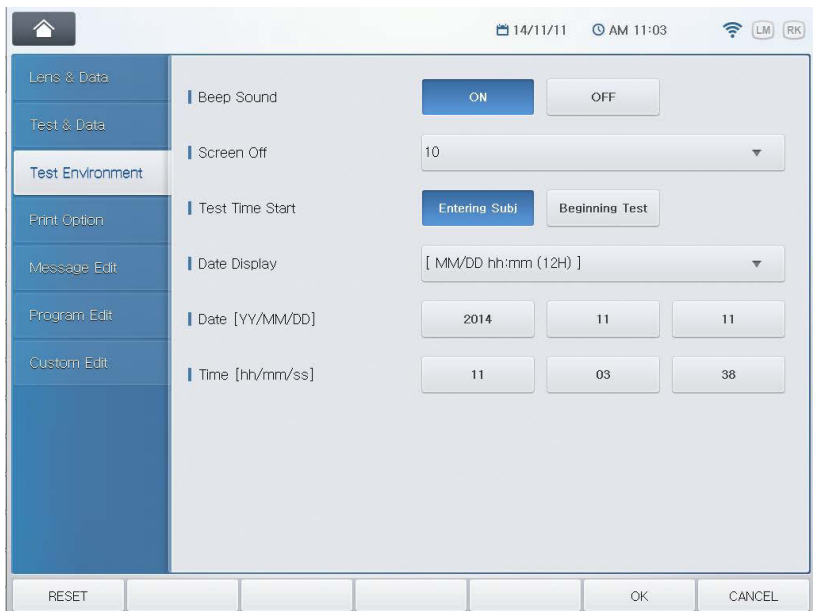 14/11/11 AM 11:03 LM RK
Lens & Data
Test & Data
Test Environment
Print Option
Message Edit
Program Edit
Custom Edit
Beep Sound ON OFF
Screen Off 10
Test Time Start Entering Subj Beginning Test
Date Display [ MM/DD hh:mm (12H) ]
Date [YY/MM/DD] 2014 11 11
Time [hh/mm/ss] 11 03 38
RESET OK CANCEL